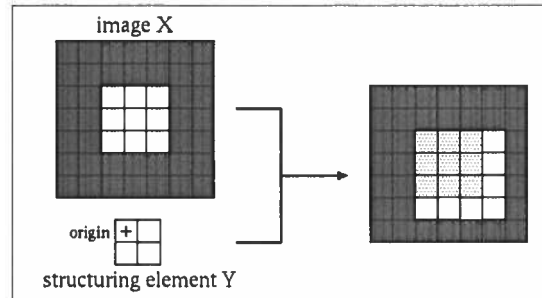 image X
origin +
structuring element Y